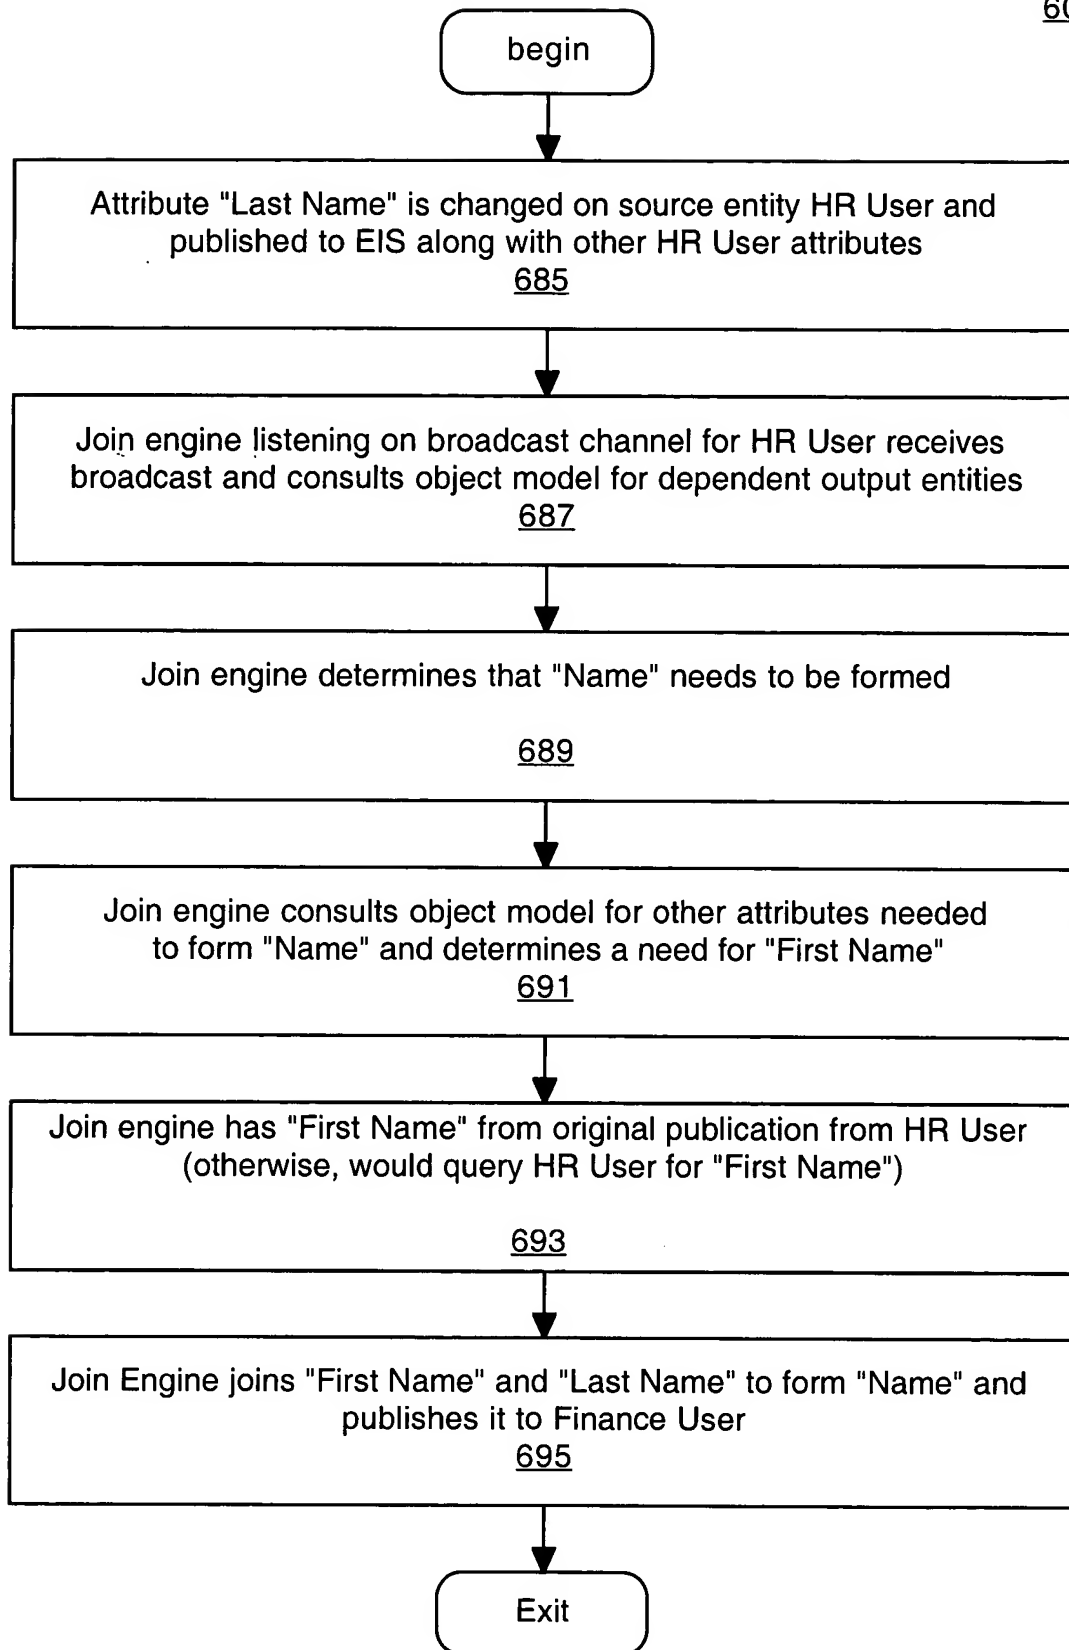 begin
Attribute "Last Name" is changed on source entity HR User and
published to EIS along with other HR User attributes
685
Join engine listening on broadcast channel for HR User receives
broadcast and consults object model for dependent output entities
687
Join engine determines that "Name" needs to be formed
689
Join engine consults object model for other attributes needed
to form "Name" and determines a need for "First Name"
691
Join engine has "First Name" from original publication from HR User
(otherwise, would query HR User for "First Name")
693
Join Engine joins "First Name" and "Last Name" to form "Name" and
publishes it to Finance User
695
Exit